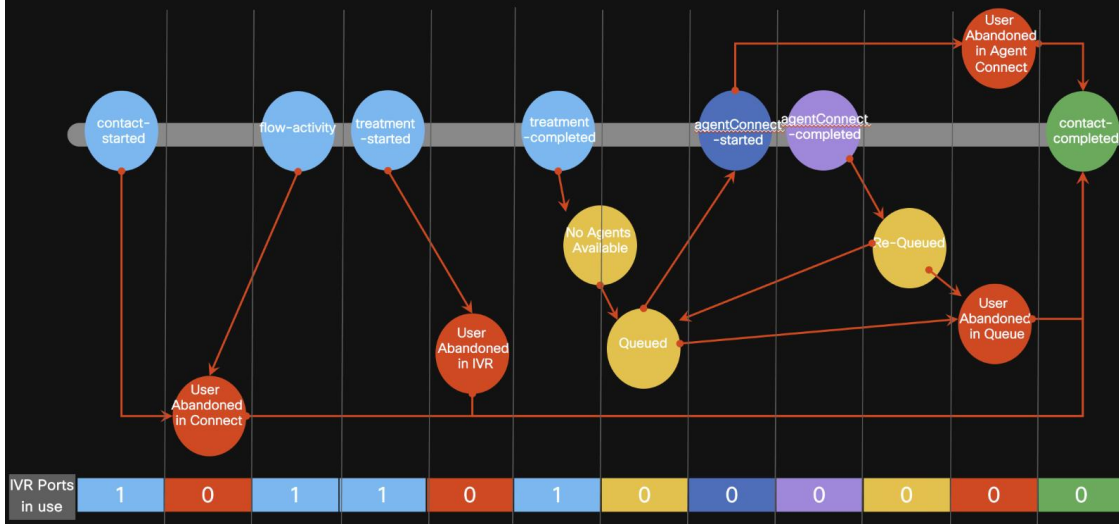 User
Abandoned
in Agent
Connect
contact-
started
flow-activity
treatment
-started
treatment
-completed
agentConnect
-started
agentConnect
-completed
contact-
completed
No Agents
Available
Re-Queued
User
Abandoned
in Queue
Queued
User
Abandoned
in IVR
User
Abandoned
in Connect
IVR Ports
in use
1 0 1 1 0 1 0 0 0 0 0 0